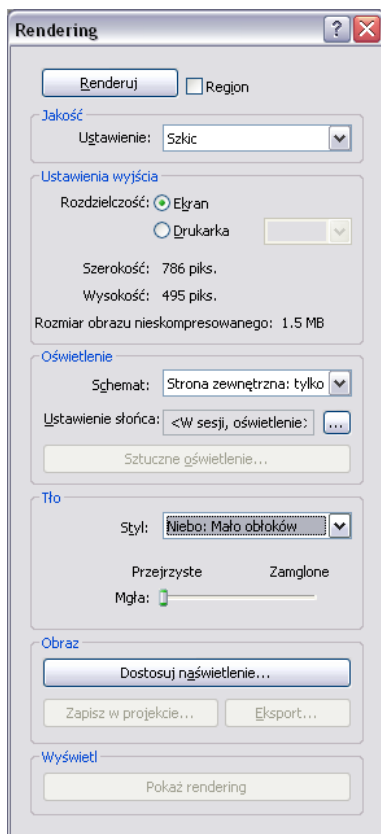 Rendering
Renderuj Region
Jakość
Ustawienie: Szkic
Ustawienia wyjścia
Rozdzielczość: Ekran
Drukarka
Szerokość: 786 piks.
Wysokość: 495 piks.
Rozmiar obrazu nieskompresowanego: 1.5 MB
Oświetlenie
Schemat: Strona zewnętrzna: tylko
Ustawienie słońca: <W sesji, oświetlenie:
...
Sztuczne oświetlenie...
Tło
Styl: Niebo: Mało obłoków
Przejrzyste Zamglone
Mgła:
Obraz
Dostosuj naświetlenie...
Zapisz w projekcie... Eksport...
Wyświetl
Pokaż rendering